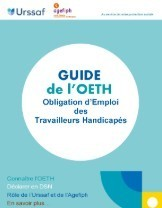 Urssaf agefiph
GUIDE
de l'OETH
Obligation d'Emploi
des
Travailleurs Handicapés
Connaître l'OETH
Déclarer en DSN
Rôle de l'Urssaf et de l'Agefiph
En savoir plus